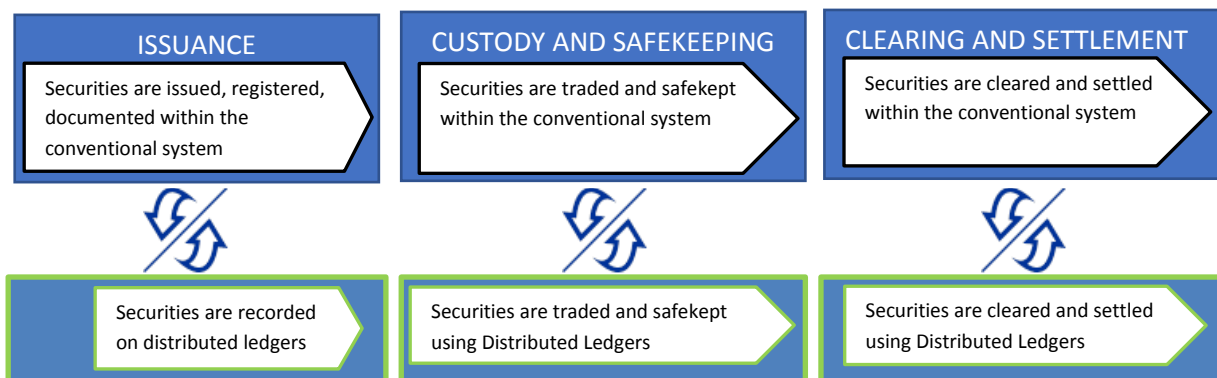 ISSUANCE
Securities are issued, registered,
documented within the
conventional system
CUSTODY AND SAFEKEEPING
Securities are traded and safekept
within the conventional system
CLEARING AND SETTLEMENT
Securities are cleared and settled
within the conventional system
Securities are recorded
on distributed ledgers
Securities are traded and safekept
using Distributed Ledgers
Securities are cleared and settled
using Distributed Ledgers